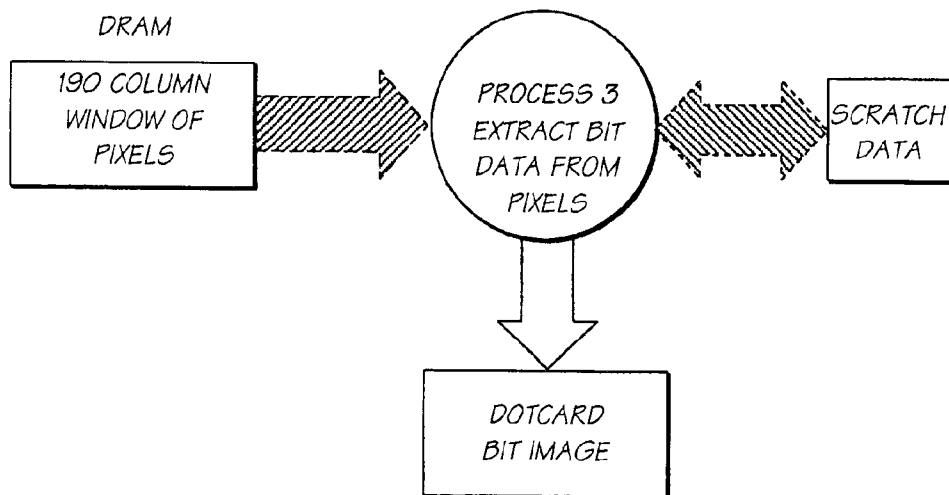 DRAM
190 COLUMN
WINDOW OF
PIXELS
PROCESS 3
EXTRACT BIT
DATA FROM
PIXELS
SCRATCH
DATA
DOTCARD
BIT IMAGE